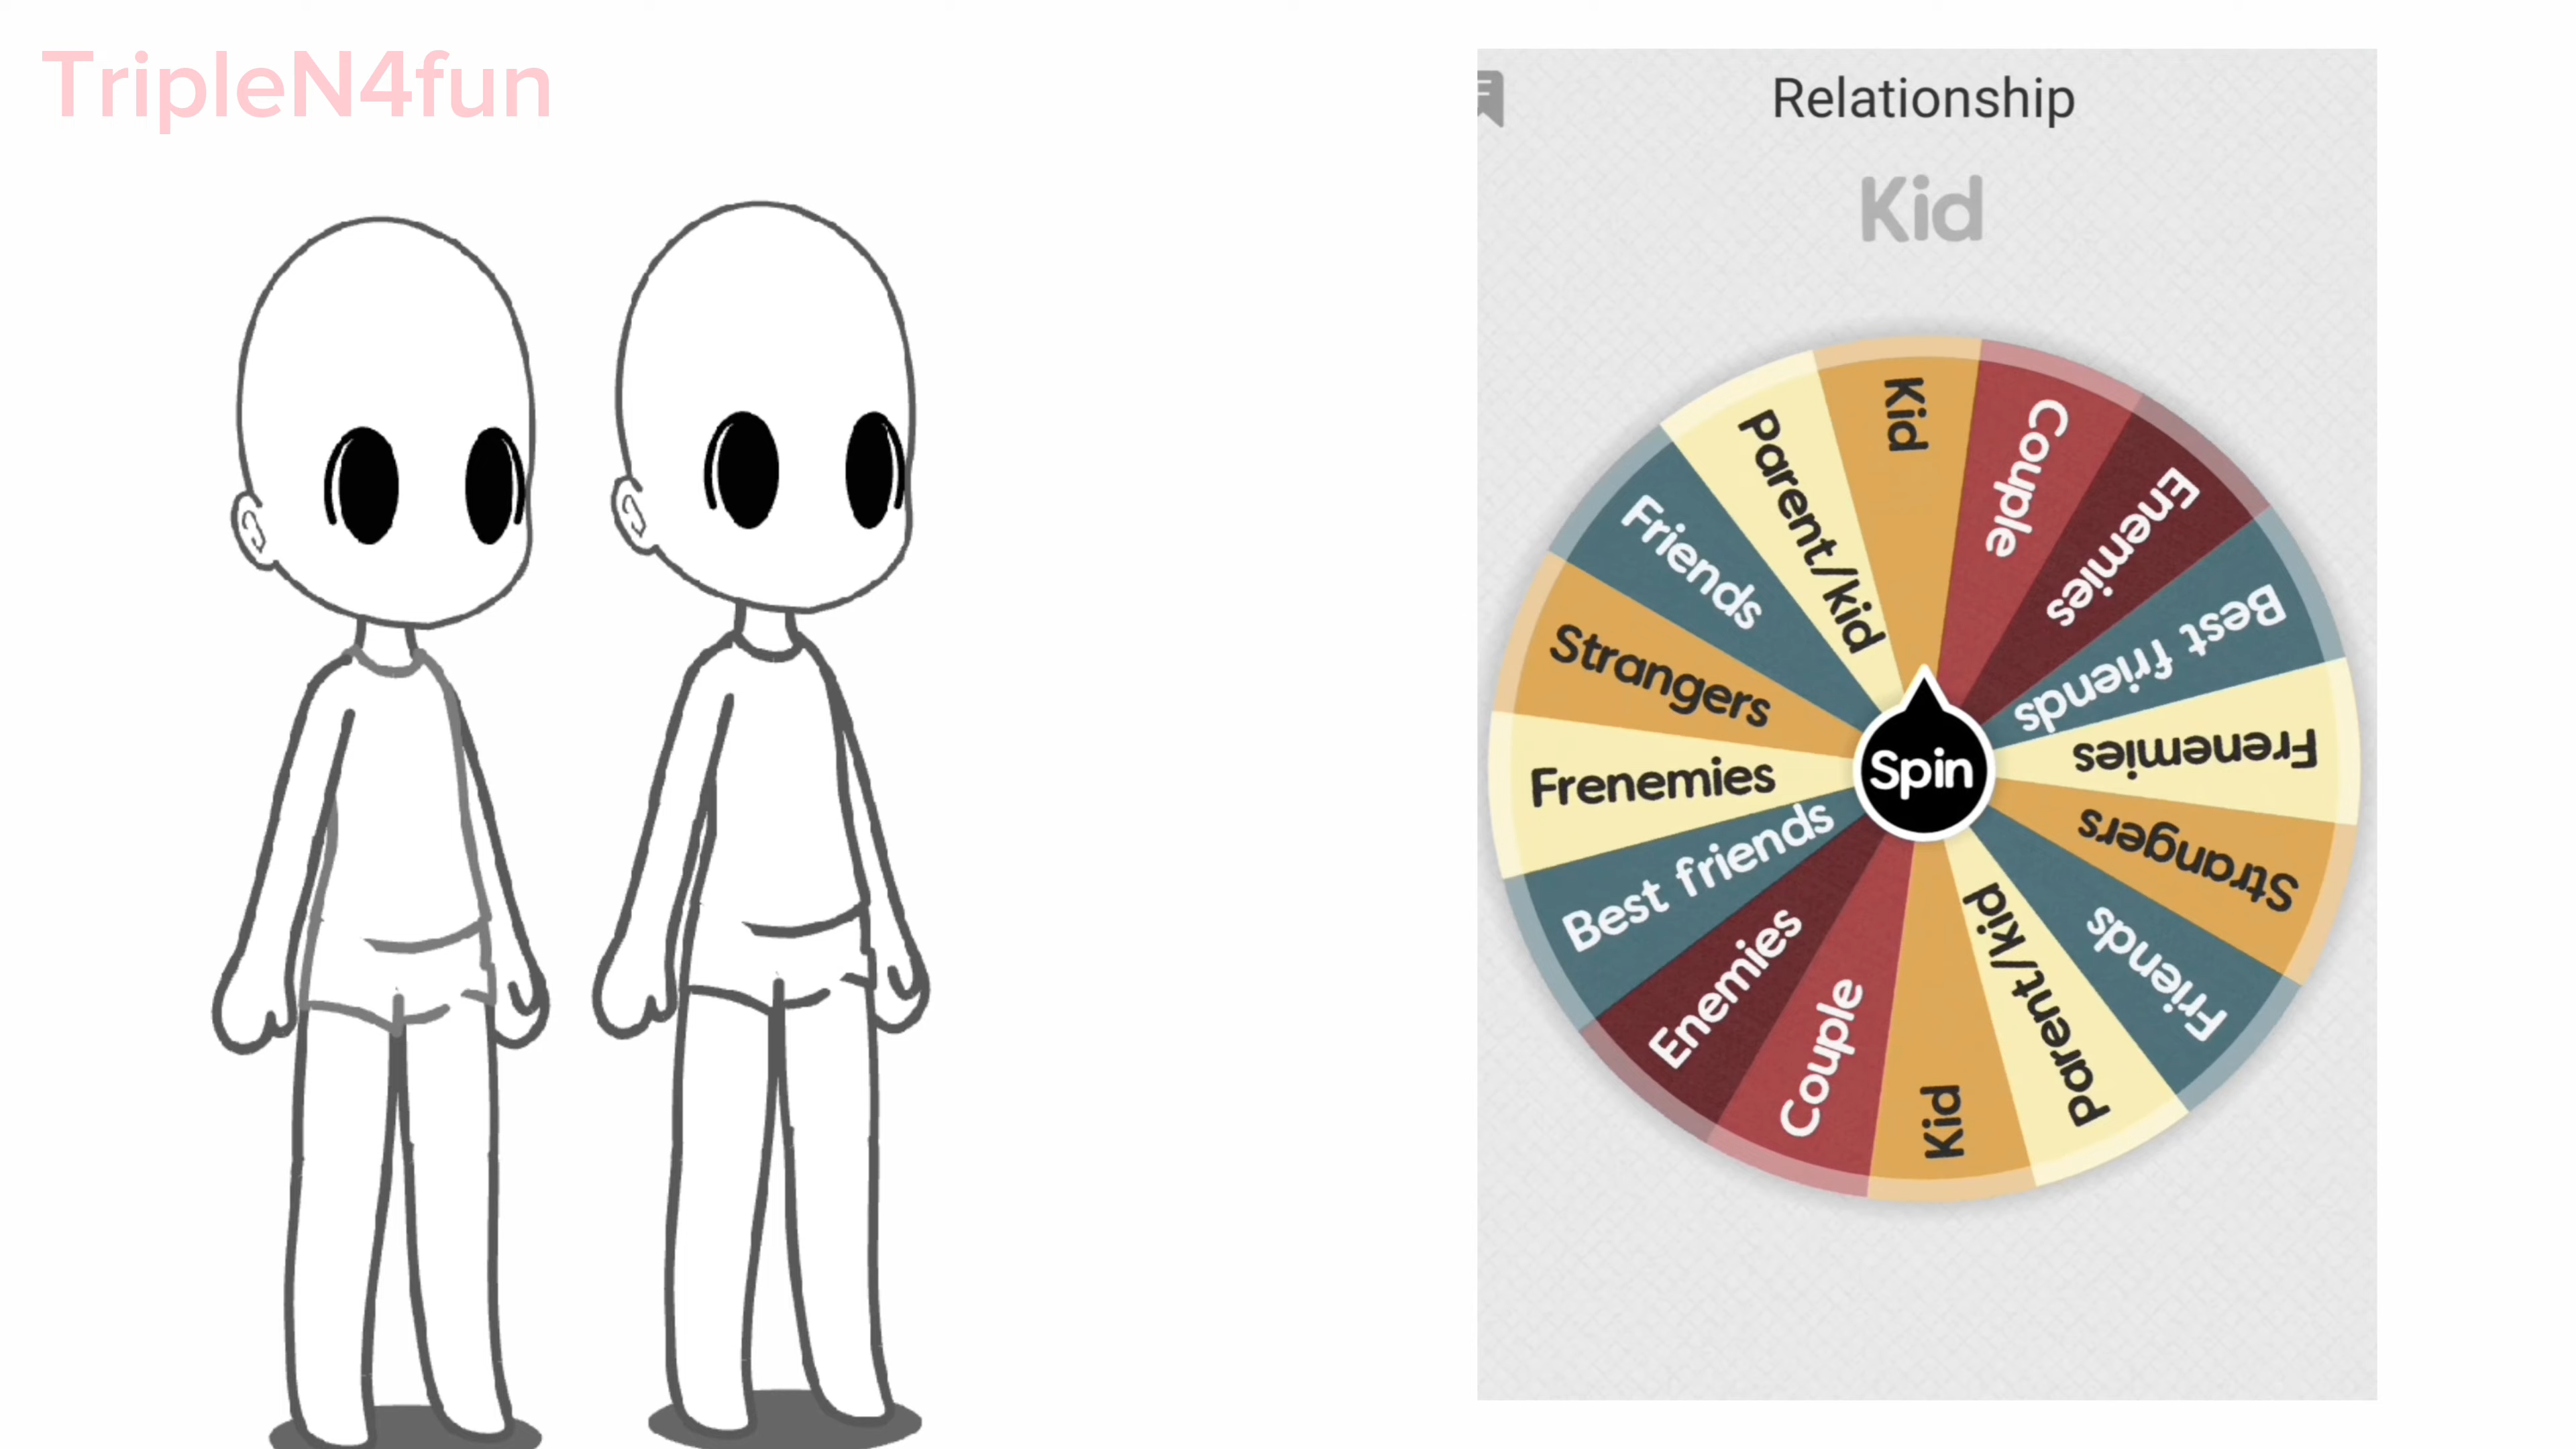 TripleN4fun
Relationship
Kid
Kid
Couple
Enemies
Best friends
Frenemies
Strangers
Friends
Parent/kid
Kid
Couple
Enemies
Best friends
Frenemies
Strangers
Friends
Parent/kid
Spin